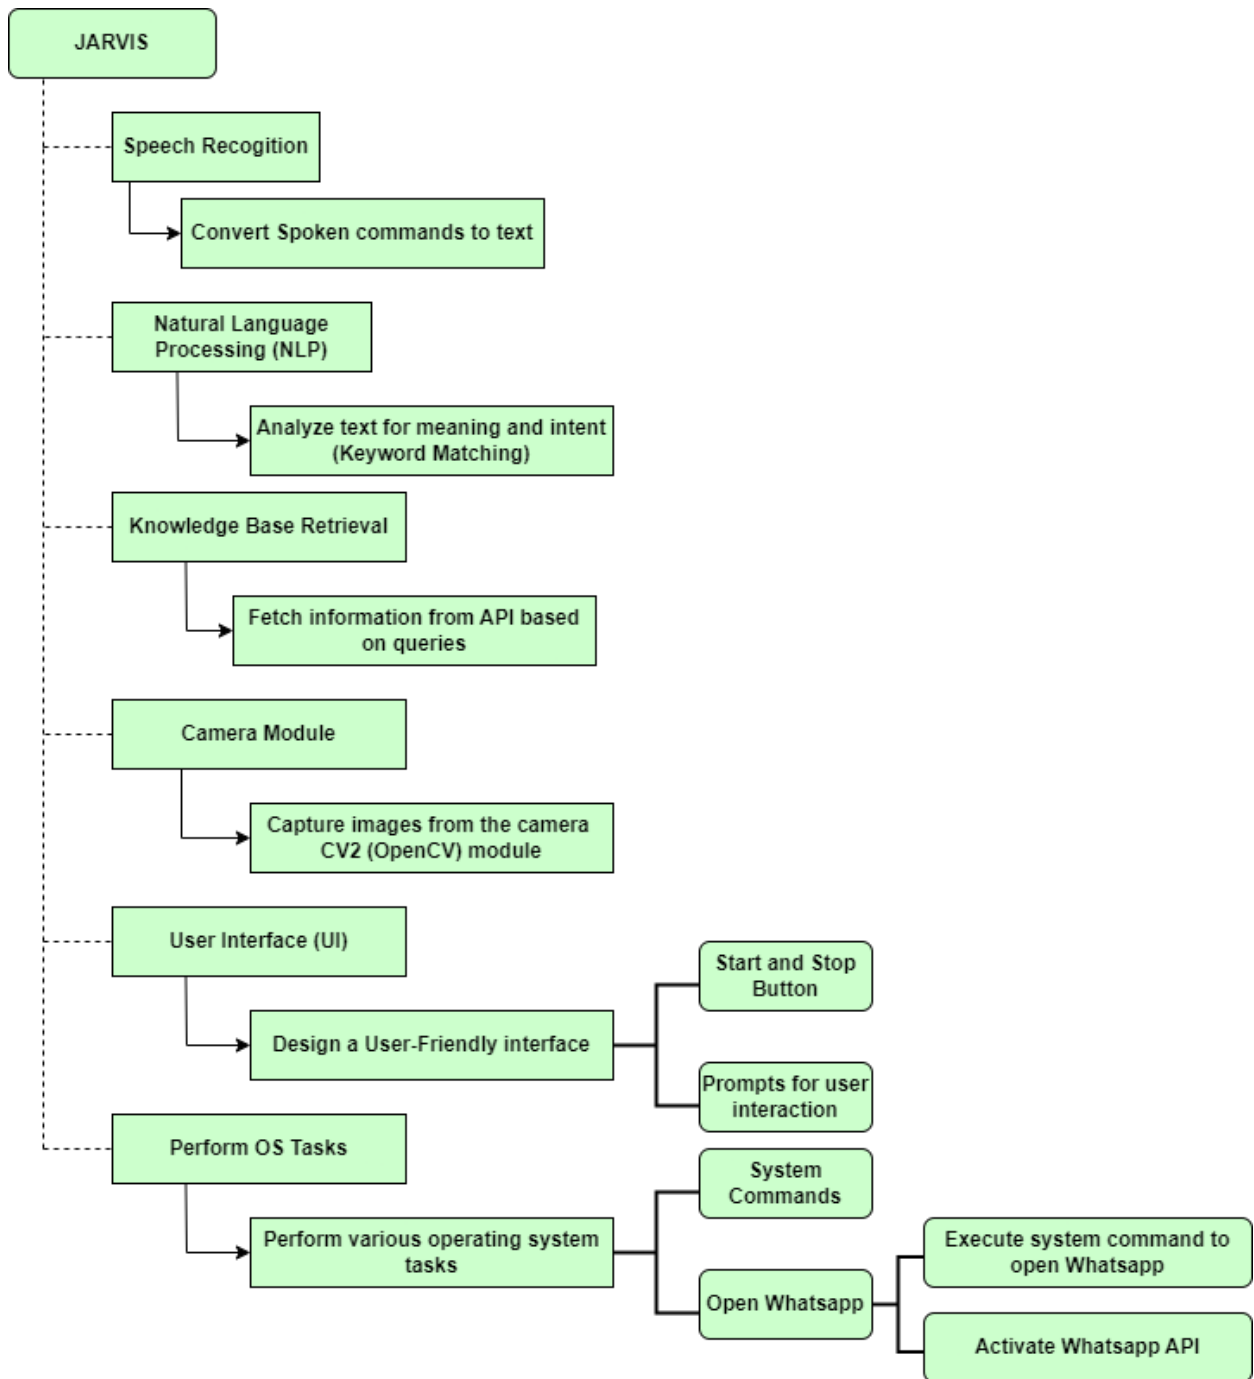 JARVIS
Speech Recogition
Convert Spoken commands to text
Natural Language
Processing (NLP)
Analyze text for meaning and intent
(Keyword Matching)
Knowledge Base Retrieval
Fetch information from API based
on queries
Camera Module
Capture images from the camera
CV2 (OpenCV) module
User Interface (UI)
Design a User-Friendly interface
Start and Stop
Button
Prompts for user
interaction
Perform OS Tasks
Perform various operating system
tasks
System
Commands
Open Whatsapp
Execute system command to
open Whatsapp
Activate Whatsapp API